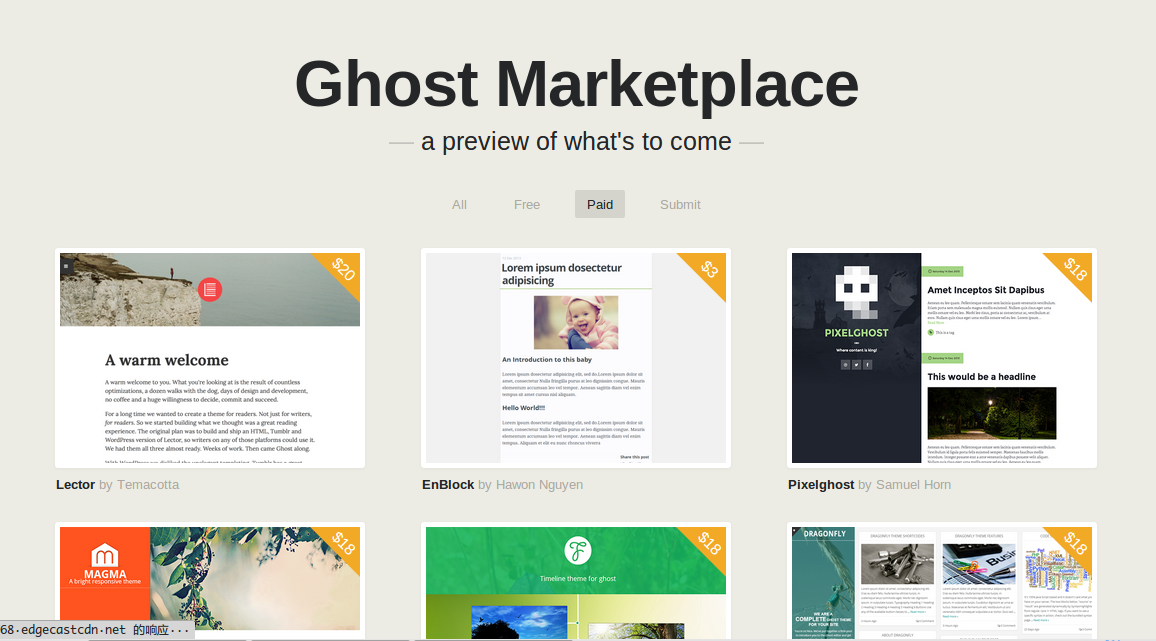 Ghost Marketplace
a preview of what's to come
All Free Paid Submit
$20
A warm welcome
A warm welcome to you. What you're looking at is the result of countless
optimizations, a dozen walks with the dog, days of design and development,
no coffee and a huge willingness to decide, commit and succeed.
For a long time we wanted to create a theme for readers. Not just for writers,
for readers. So we started building what we thought was a great reading
experience. The original plan was to build and ship an HTML, Tumblr and
WordPress version of Lector, so writers on any of those platforms could use it.
We had them all three almost ready. Weeks of work. Then came Ghost along.
Lector by Temacotta
$3
Lorem ipsum dosectetur
adipisicing
An Introduction to this baby
Hello World!!!
Share this post
EnBlock by Hawon Nguyen
$18
PIXELGHOST
Where content is king!
Amet Inceptos Sit Dapibus
This is a tag
This would be a headline
Pixelghost by Samuel Horn
$18
MAGMA
A bright responsive theme
$18
Timeline theme for ghost
$18
DRAGONFLY
DRAGONFLY THEME SHORTCODES
DRAGONFLY THEME FEATURES
WE ARE A
COMPLETE GHOST THEME
FOR YOUR SITE
ABOUT DRAGONFLY
68.edgecastcdn.net 的响应...